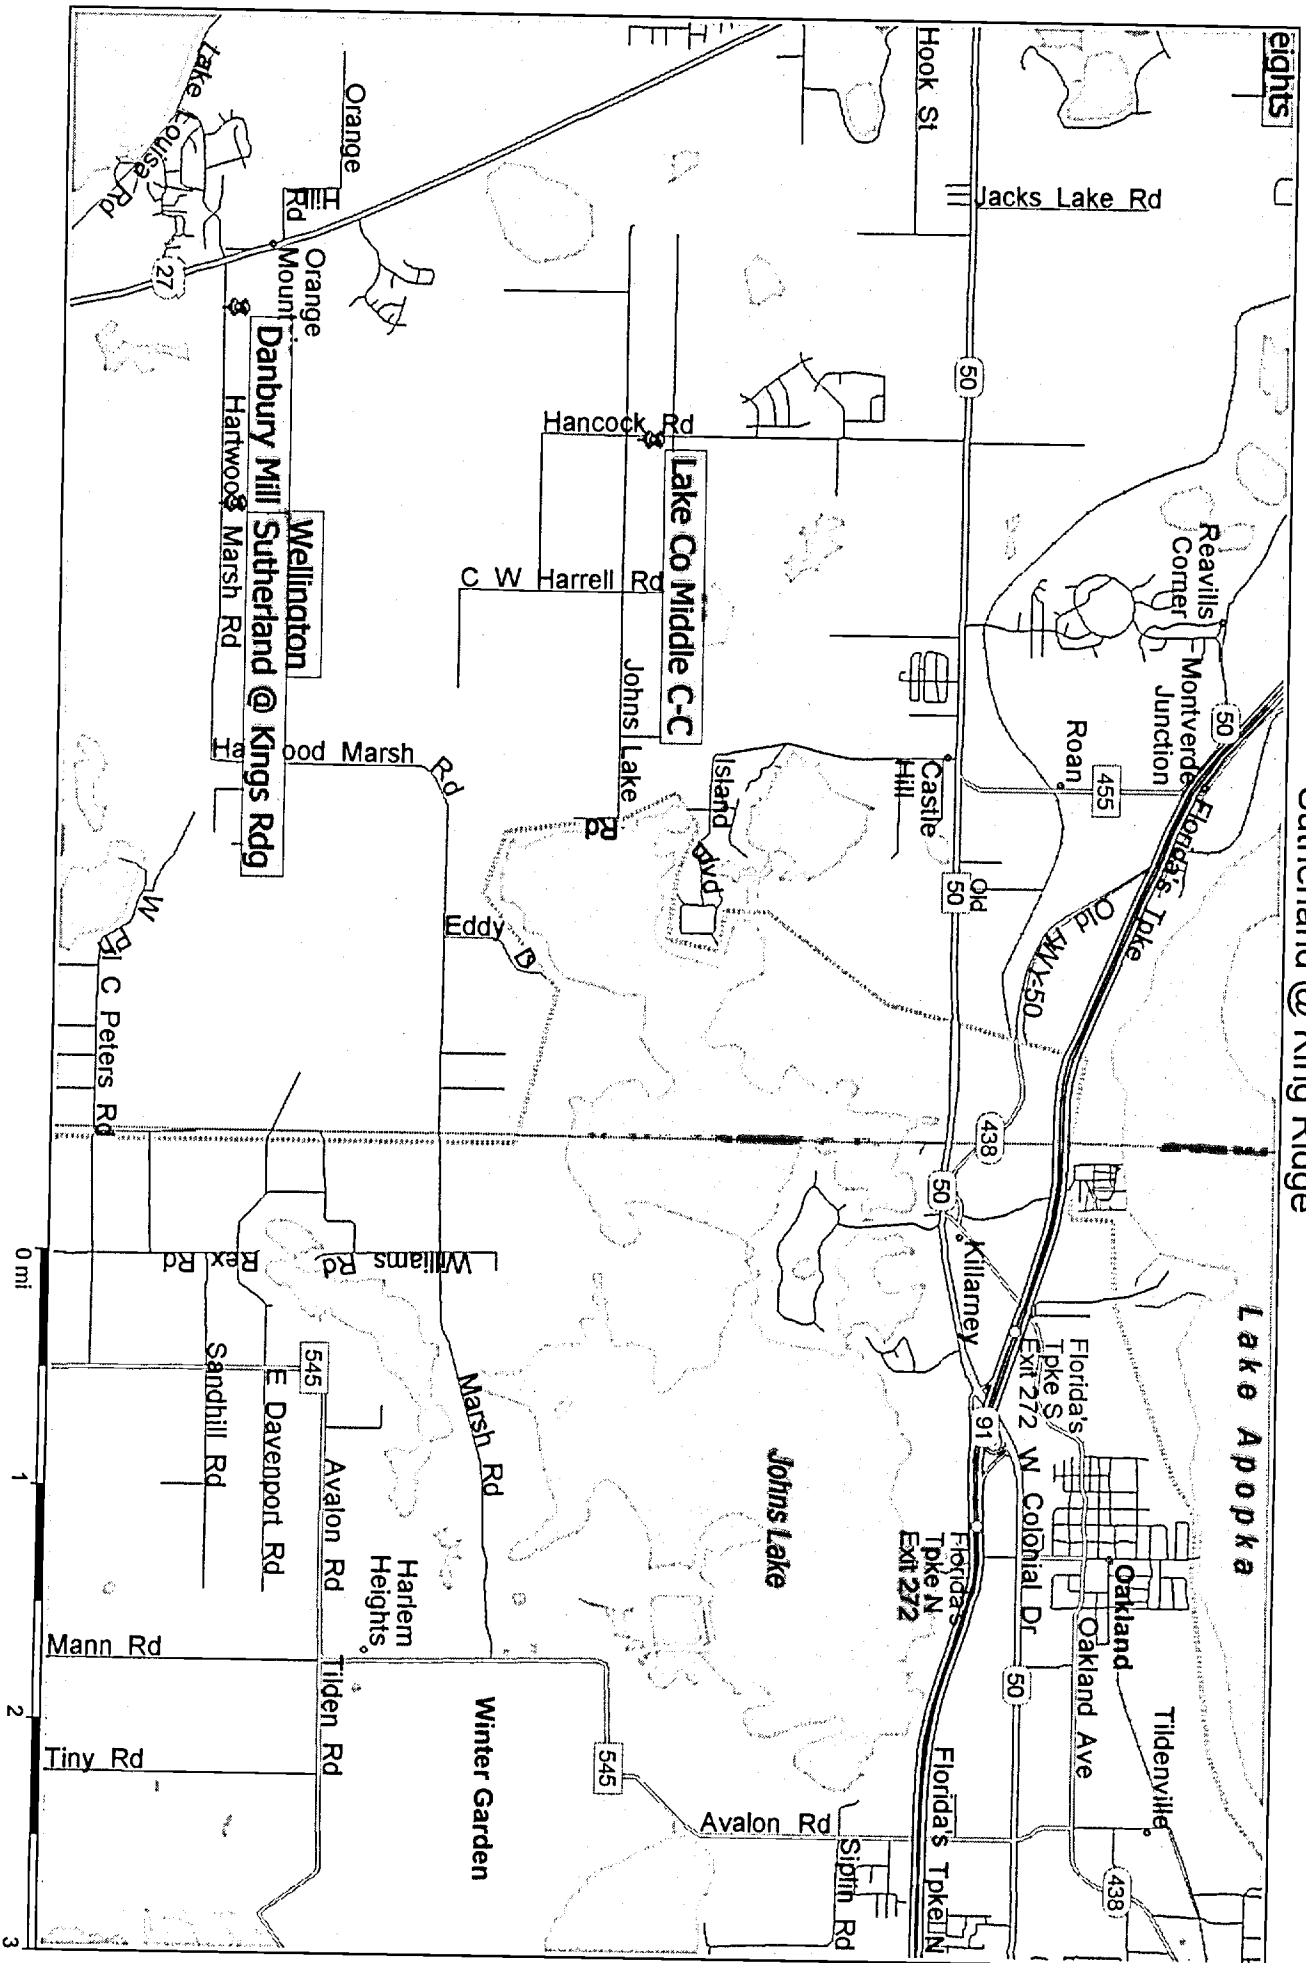 Sutherland @ King Ridge
eights
Hook St
Jacks Lake Rd
50
Reavills
Corner
Montverde
Junction
50
Roan
455
Florida's Tpke
Old HWY-50
Lake Apopka
Castle
Hill
Old
50
438
50
Killarney
Florida's
Tpke S
Exit 272
91
W Colonial Dr
Oakland
Oakland Ave
Tildenville
50
438
Florida's
Tpke N
Exit 272
Florida's Tpke N
Avalon Rd
Siplin Rd
Johns Lake
Hancock Rd
Lake Co Middle C-C
C W Harrell Rd
Johns Lake
Rd
Island
lvd
Orange
Hill
Rd
Orange
Mount
Lake Louisa Rd
27
Danbury Mill
Wellington
Sutherland @ Kings Rdg
Hartwood Marsh Rd
Ha ood Marsh Rd
Eddy D
W
J C Peters Rd
Williams
Rd
Rex Rd
Marsh Rd
545
Sandhill Rd
E Davenport Rd
Avalon Rd
Harlem
Heights
Mann Rd
Tilden Rd
Tiny Rd
Winter Garden
545
0 mi
1
2
3